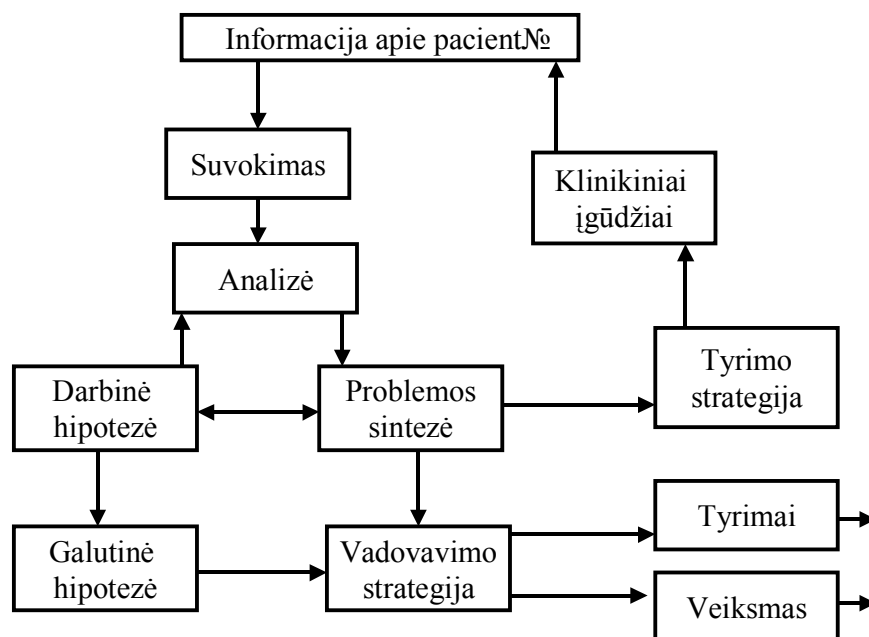 Informacija apie pacient№
Suvokimas
Klinikiniai
įgūdžiai
Analizė
Darbinė
hipotezė
Problemos
sintezė
Tyrimo
strategija
Galutinė
hipotezė
Vadovavimo
strategija
Tyrimai
Veiksmas